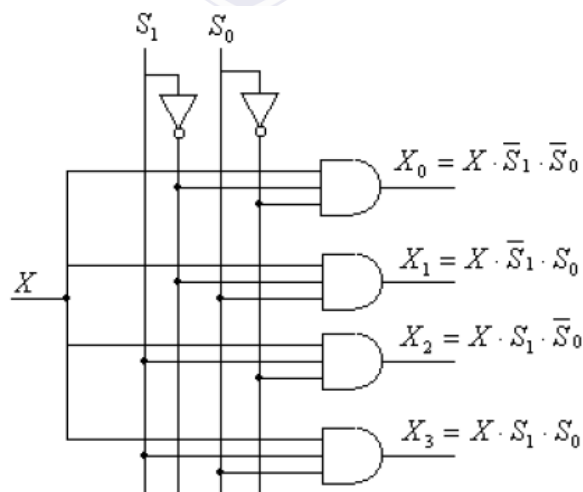 S₁ S₀
X₀ = X · S̅₁ · S̅₀
X₁ = X · S̅₁ · S₀
X
X₂ = X · S₁ · S̅₀
X₃ = X · S₁ · S₀